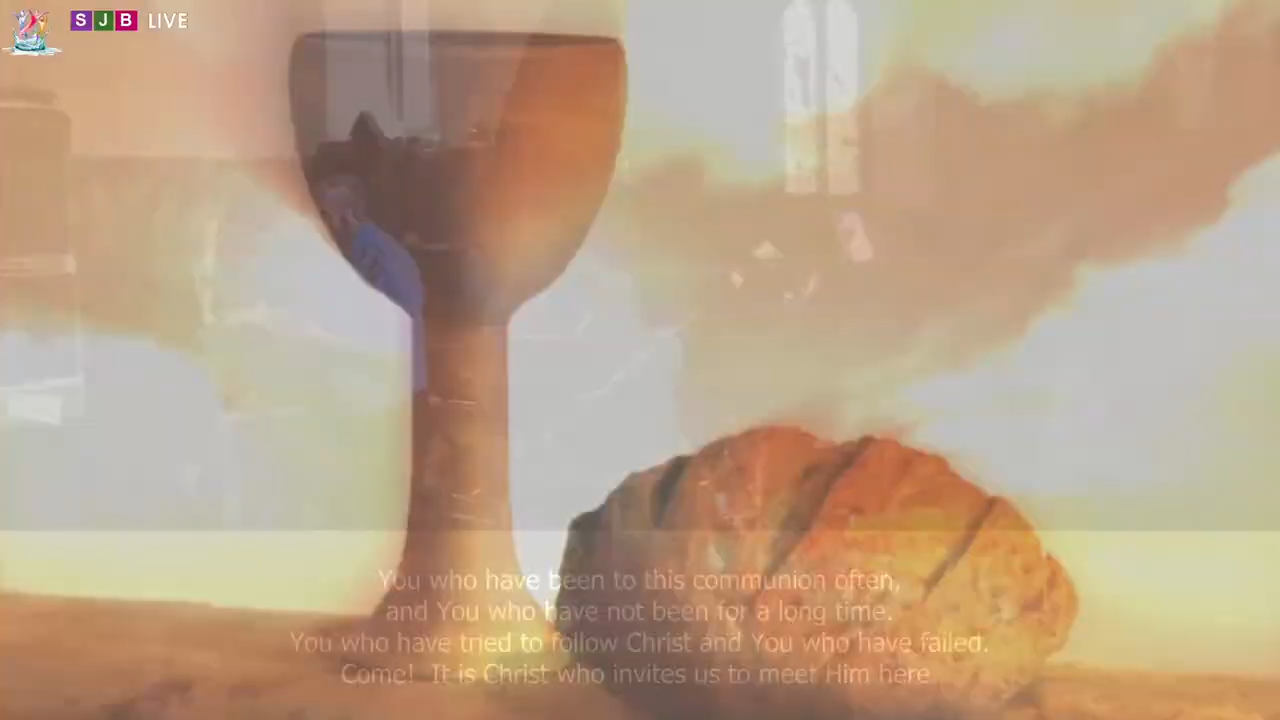 SJB LIVE
You who have been to this communion often,
and You who have not been for a long time.
You who have tried to follow Christ and You who have failed.
Come! It is Christ who invites us to meet Him here